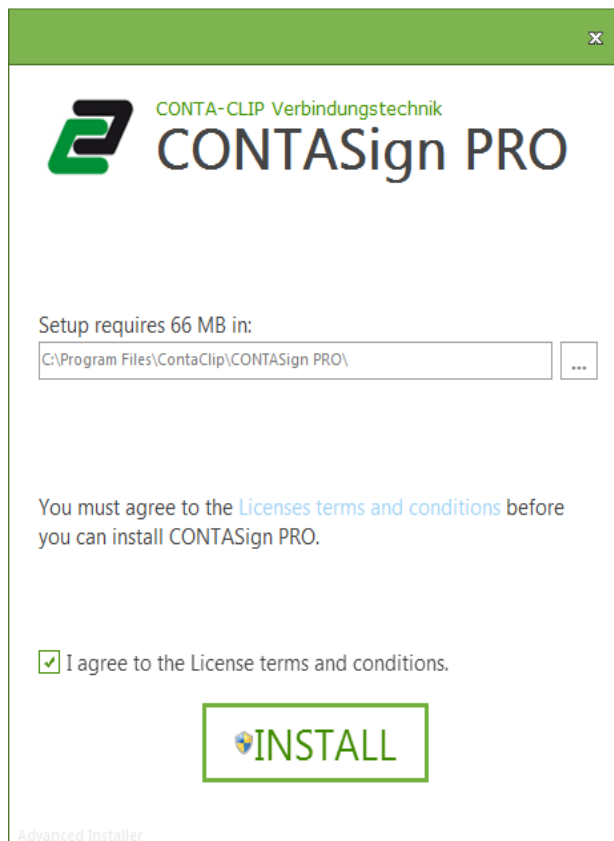 CONTA-CLIP Verbindungstechnik
CONTASign PRO
Setup requires 66 MB in:
C:\Program Files\ContaClip\CONTASign PRO\
...
You must agree to the Licenses terms and conditions before
you can install CONTASign PRO.
I agree to the License terms and conditions.
INSTALL
Advanced Installer